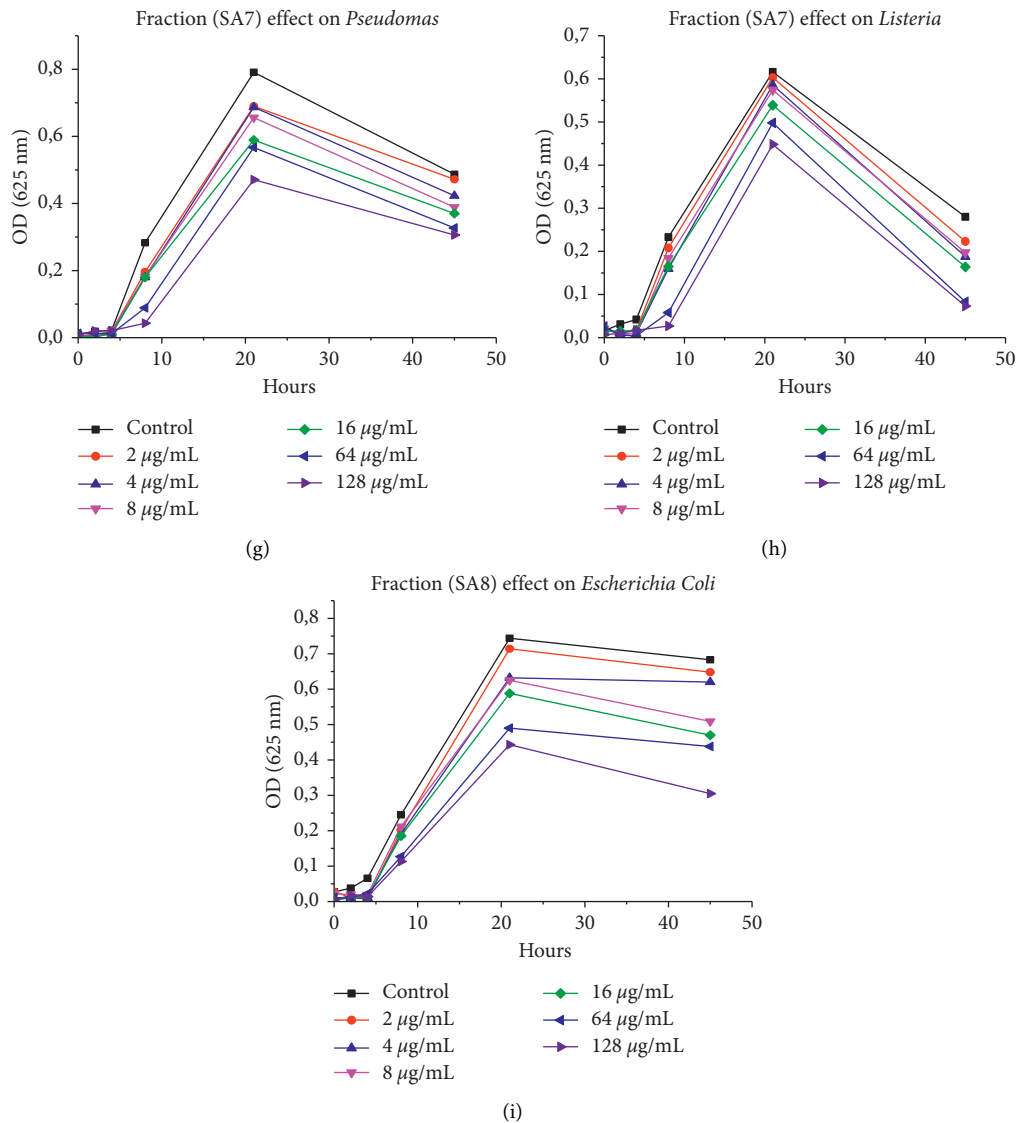 Fraction (SA7) effect on Pseudomas
OD (625 nm)
0,8
0,6
0,4
0,2
0,0
0 10 20 30 40 50
Hours
Control
2 µg/mL
4 µg/mL
8 µg/mL
16 µg/mL
64 µg/mL
128 µg/mL
(g)
Fraction (SA7) effect on Listeria
OD (625 nm)
0,7
0,6
0,5
0,4
0,3
0,2
0,1
0,0
0 10 20 30 40 50
Hours
Control
2 µg/mL
4 µg/mL
8 µg/mL
16 µg/mL
64 µg/mL
128 µg/mL
(h)
Fraction (SA8) effect on Escherichia Coli
OD (625 nm)
0,8
0,7
0,6
0,5
0,4
0,3
0,2
0,1
0,0
0 10 20 30 40 50
Hours
Control
2 µg/mL
4 µg/mL
8 µg/mL
16 µg/mL
64 µg/mL
128 µg/mL
(i)